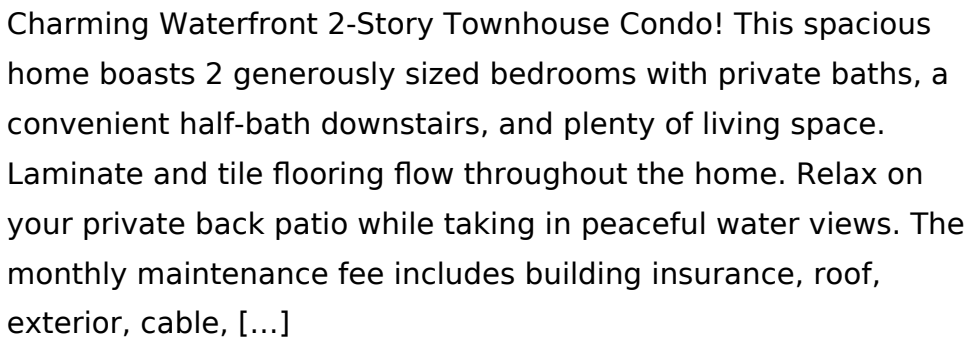 Charming Waterfront 2-Story Townhouse Condo! This spacious
home boasts 2 generously sized bedrooms with private baths, a
convenient half-bath downstairs, and plenty of living space.
Laminate and tile flooring flow throughout the home. Relax on
your private back patio while taking in peaceful water views. The
monthly maintenance fee includes building insurance, roof,
exterior, cable, [...]